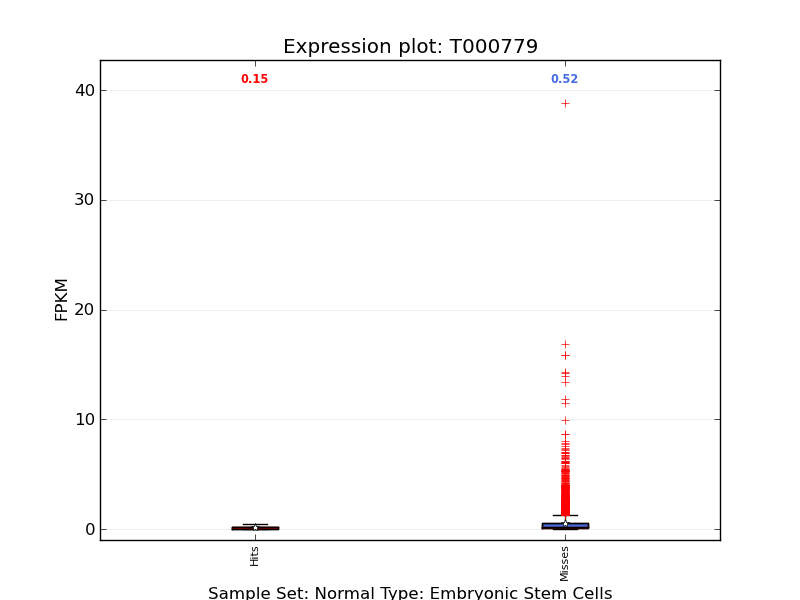 Expression plot: T000779
0.15
0.52
40
30
20
10
0
FPKM
Hits
Misses
Sample Set: Normal Type: Embryonic Stem Cells